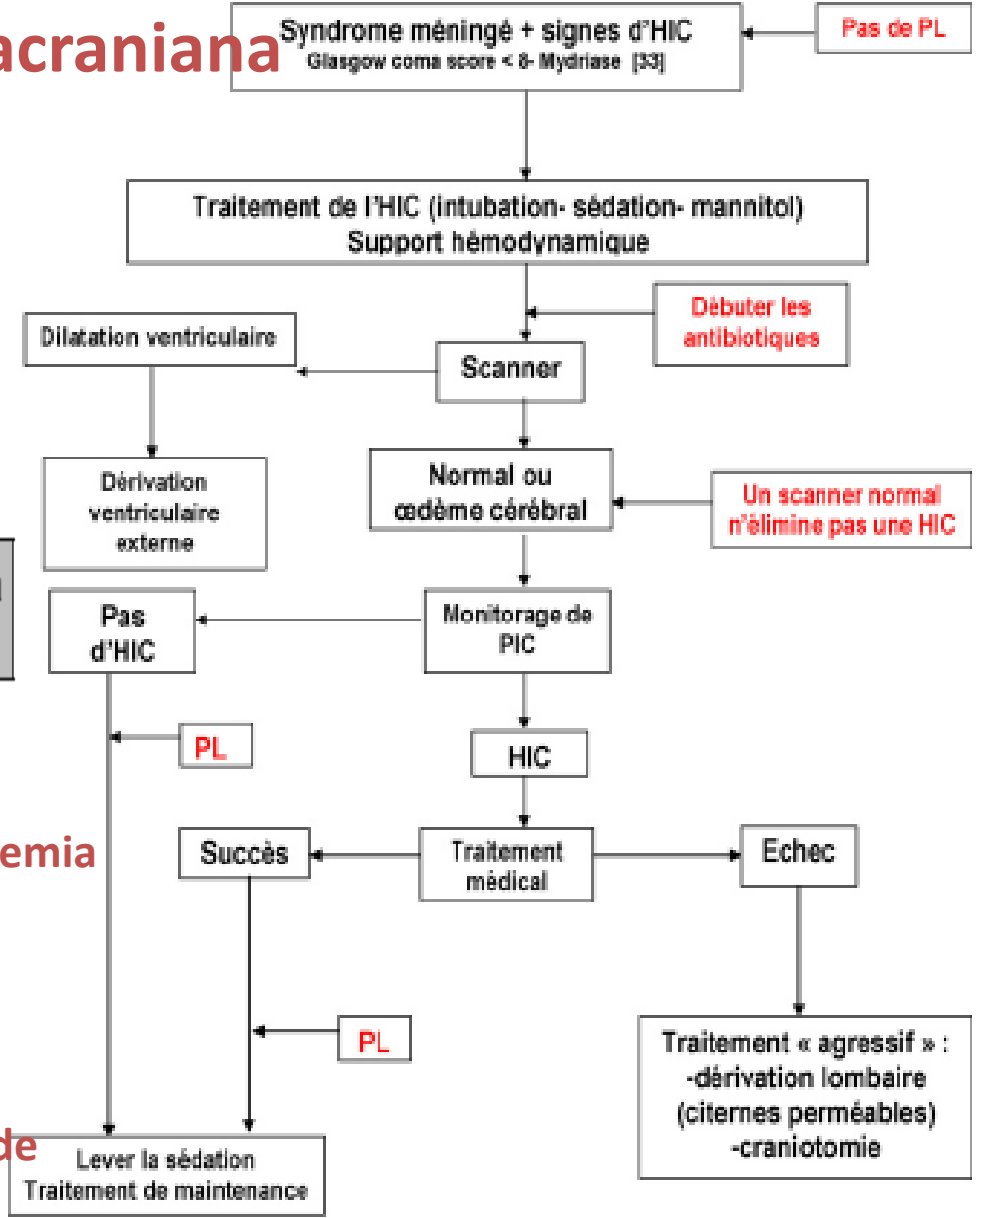 acraniana
Syndrome méningé + signes d'HIC
Glasgow coma score < 8- Mydriase [33]
Pas de PL
Traitement de l'HIC (intubation- sédation- mannitol)
Support hémodynamique
Débuter les
antibiotiques
Dilatation ventriculaire
Scanner
Dérivation
ventriculaire
externe
Normal ou
œdème cérébral
Un scanner normal
n'élimine pas une HIC
Pas
d'HIC
Monitorage de
PIC
PL
HIC
emia
Succès
Traitement
médical
Echec
PL
Traitement « agressif » :
-dérivation lombaire
(citernes perméables)
-craniotomie
de
Lever la sédation
Traitement de maintenance